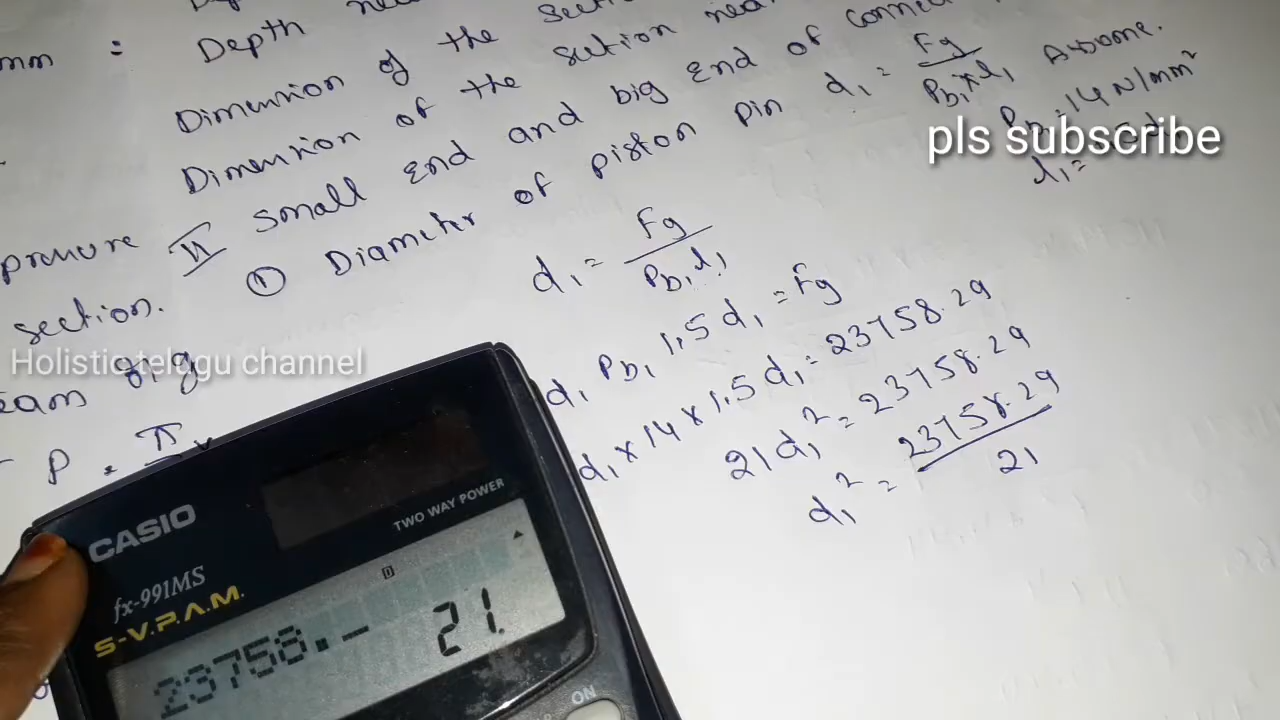 mm = Depth
Dimension of the section
Dimension of the section near
small end and big end of connec
pressure II
① Diameter of piston pin d₁ = Fg / Pb₁ × l₁ Assume.
Pb₁ = 14 N/mm²
l₁ =
pls subscribe
section.
d₁ = Fg / Pb₁ l₁
d₁ Pb₁ 1.5 d₁ = Fg
d₁ × 14 × 1.5 d₁ = 23758.29
21 d₁² = 23758.29
d₁² = 23758.29 / 21
Holistic telugu channel
CASIO
TWO WAY POWER
fx-991MS
S-V.P.A.M.
D
23758.-
21.
ON